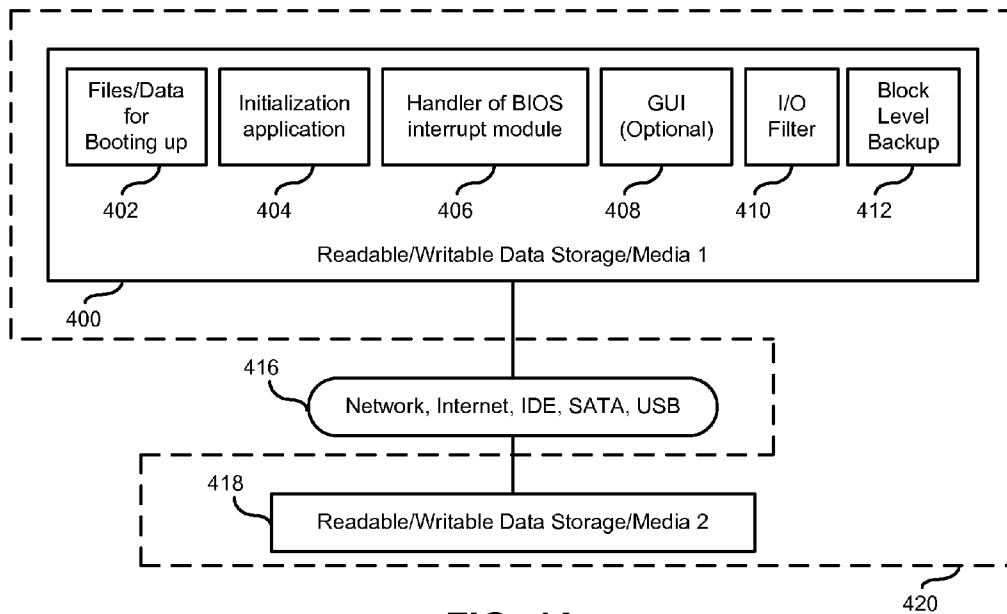 Files/Data
for
Booting up
Initialization
application
Handler of BIOS
interrupt module
GUI
(Optional)
I/O
Filter
Block
Level
Backup
402
404
406
408
410
412
Readable/Writable Data Storage/Media 1
400
416
Network, Internet, IDE, SATA, USB
418
Readable/Writable Data Storage/Media 2
420